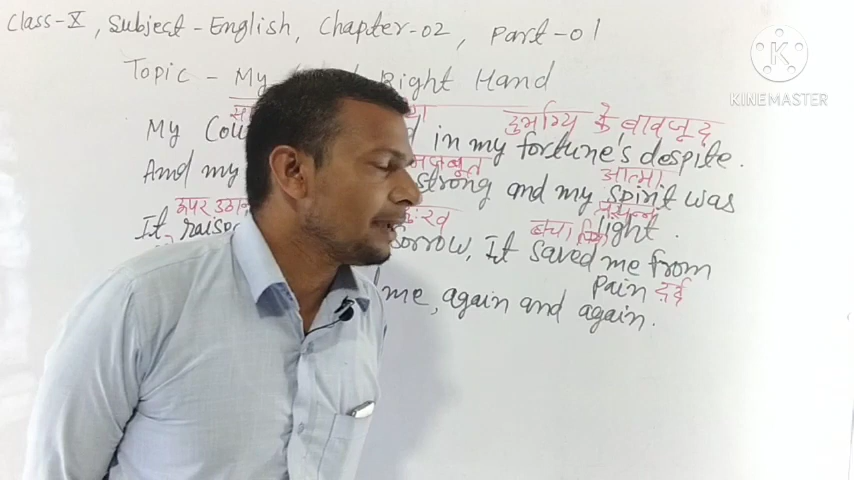 Class-X, Subject-English, Chapter-02, Part-01
KINEMASTER
Topic - My Right Hand
दुर्भाग्य के बावजूद
My in my fortune's despite.
मजबूत आत्मा
And my strong and my spirit was
ऊपर दुःख बचा लिया
It light.
sorrow, It saved me from
Pain दर्द
me, again and again.